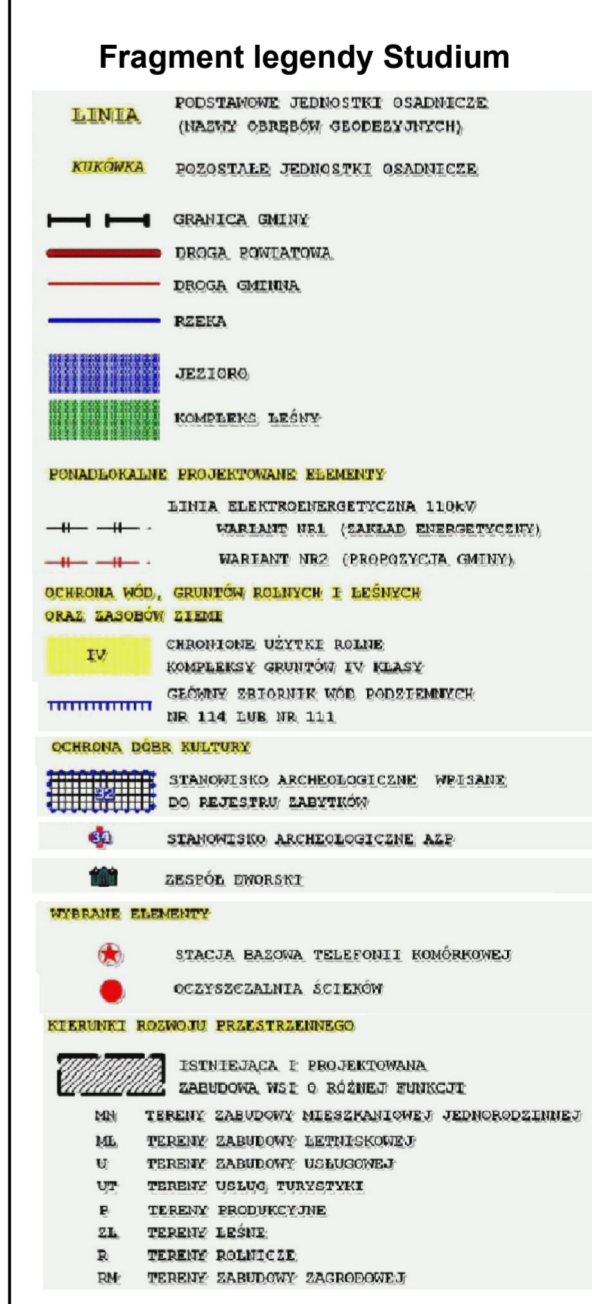 Fragment legendy Studium
LINIA PODSTAWOWE JEDNOSTKI OSADNICZE
(NAZWY OBRĘBÓW GEODEZYJNYCH)
KUKÓWKA POZOSTAŁE JEDNOSTKI OSADNICZE
GRANICA GMINY
DROGA POWIATOWA
DROGA GMINNA
RZEKA
JEZIORO
KOMPLEKS LEŚNY
PONADLOKALNE PROJEKTOWANE ELEMENTY
LINIA ELEKTROENERGETYCZNA 110kV
WARIANT NR1 (ZAKŁAD ENERGETYCZNY)
WARIANT NR2 (PROPOZYCJA GMINY)
OCHRONA WÓD, GRUNTÓW ROLNYCH I LEŚNYCH
ORAZ ZASOBÓW ZIEMI
IV CHRONIONE UŻYTKI ROLNE
KOMPLEKSY GRUNTÓW IV KLASY
GŁÓWNY ZBIORNIK WÓD PODZIEMNYCH
NR 114 LUB NR 111
OCHRONA DÓBR KULTURY
32 STANOWISKO ARCHEOLOGICZNE WPISANE
DO REJESTRU ZABYTKÓW
34 STANOWISKO ARCHEOLOGICZNE AZP
ZESPÓŁ DWORSKI
WYBRANE ELEMENTY
STACJA BAZOWA TELEFONII KOMÓRKOWEJ
OCZYSZCZALNIA ŚCIEKÓW
KIERUNKI ROZWOJU PRZESTRZENNEGO
ISTNIEJĄCA I PROJEKTOWANA
ZABUDOWA WSI O RÓŻNEJ FUNKCJI
MN TERENY ZABUDOWY MIESZKANIOWEJ JEDNORODZINNEJ
ML TERENY ZABUDOWY LETNISKOWEJ
U TERENY ZABUDOWY USŁUGOWEJ
UT TERENY USŁUG TURYSTYKI
P TERENY PRODUKCYJNE
ZL TERENY LEŚNE
R TERENY ROLNICZE
RM TERENY ZABUDOWY ZAGRODOWEJ